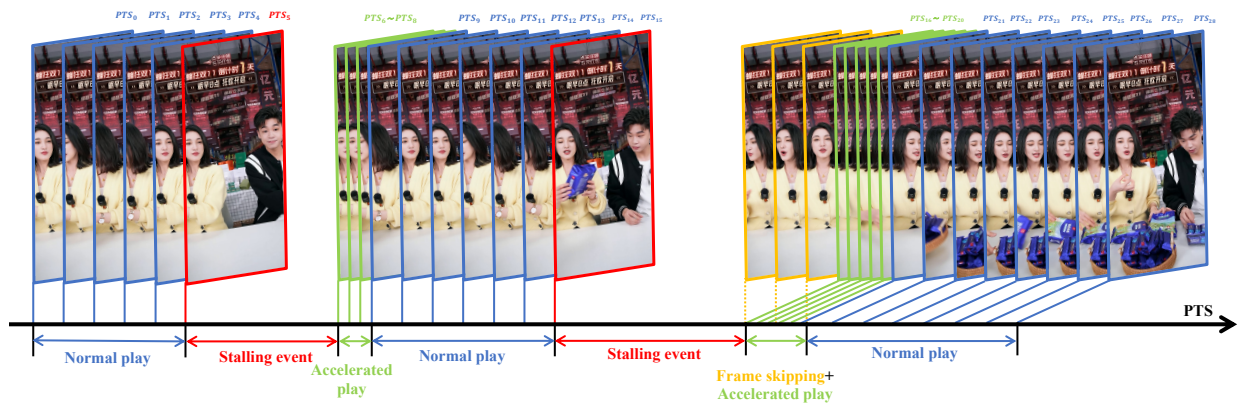 PTS₀ PTS₁ PTS₂ PTS₃ PTS₄ PTS₅ PTS₆~PTS₈ PTS₉ PTS₁₀ PTS₁₁ PTS₁₂ PTS₁₃ PTS₁₄ PTS₁₅ PTS₁₆~PTS₂₀ PTS₂₁ PTS₂₂ PTS₂₃ PTS₂₄ PTS₂₅ PTS₂₆ PTS₂₇ PTS₂₈
PTS
Normal play
Stalling event
Accelerated
play
Normal play
Stalling event
Frame skipping+
Accelerated play
Normal play